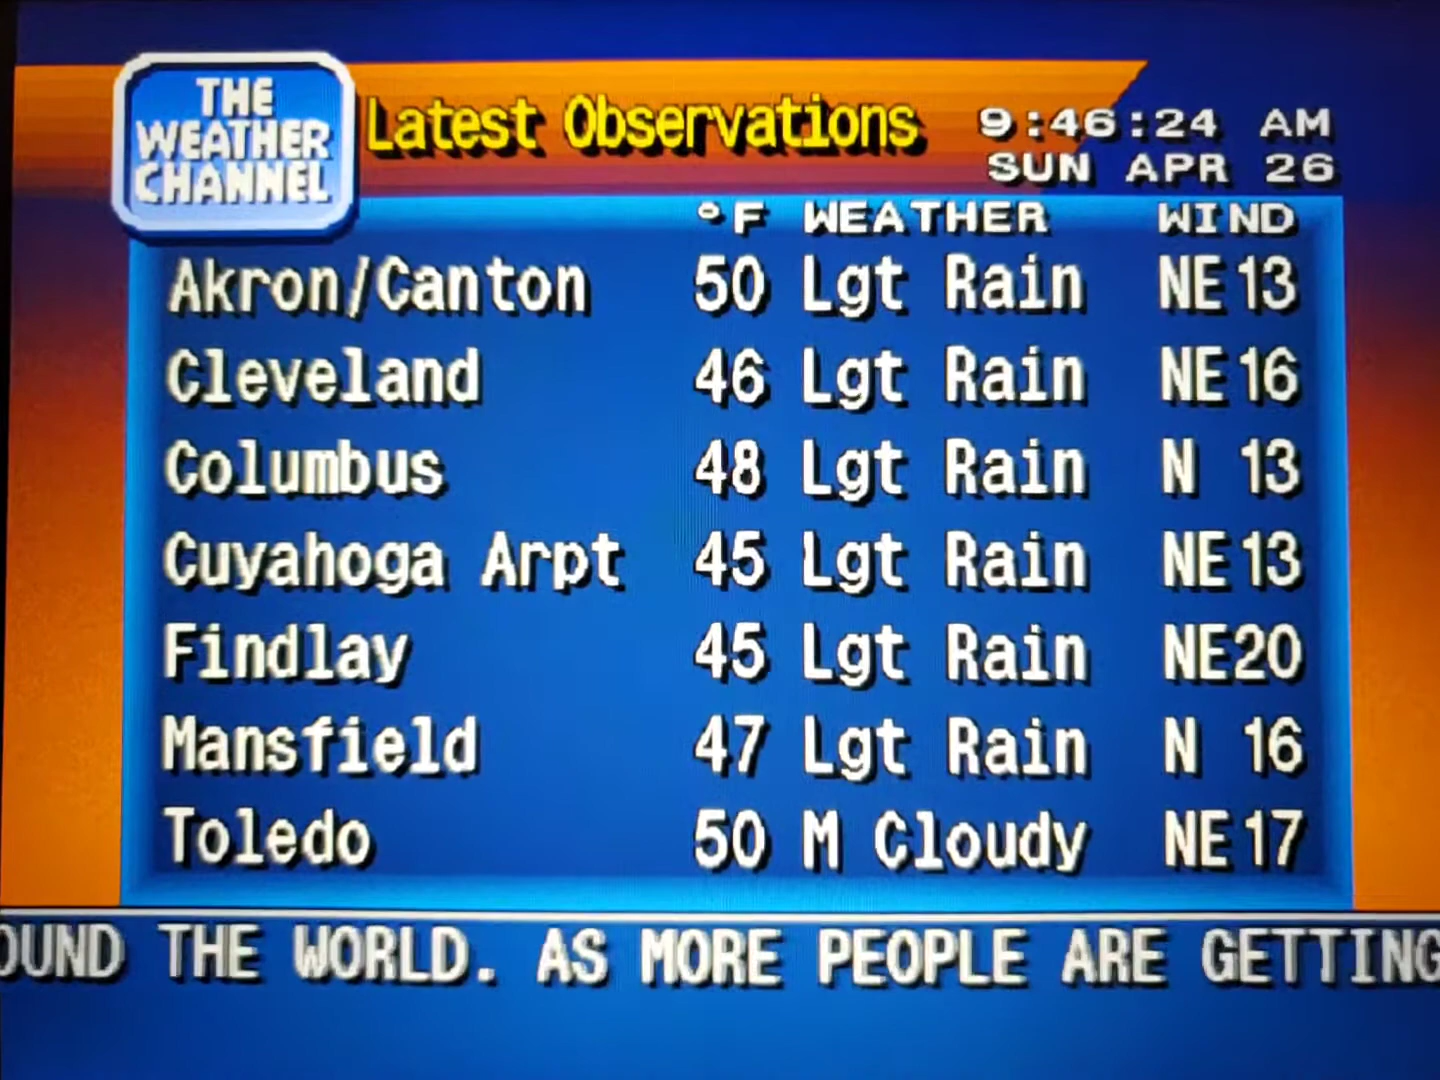 THE
WEATHER
CHANNEL
Latest Observations
9:46:24 AM
SUN APR 26
°F WEATHER WIND
Akron/Canton 50 Lgt Rain NE 13
Cleveland 46 Lgt Rain NE 16
Columbus 48 Lgt Rain N 13
Cuyahoga Arpt 45 Lgt Rain NE 13
Findlay 45 Lgt Rain NE20
Mansfield 47 Lgt Rain N 16
Toledo 50 M Cloudy NE 17
OUND THE WORLD. AS MORE PEOPLE ARE GETTING